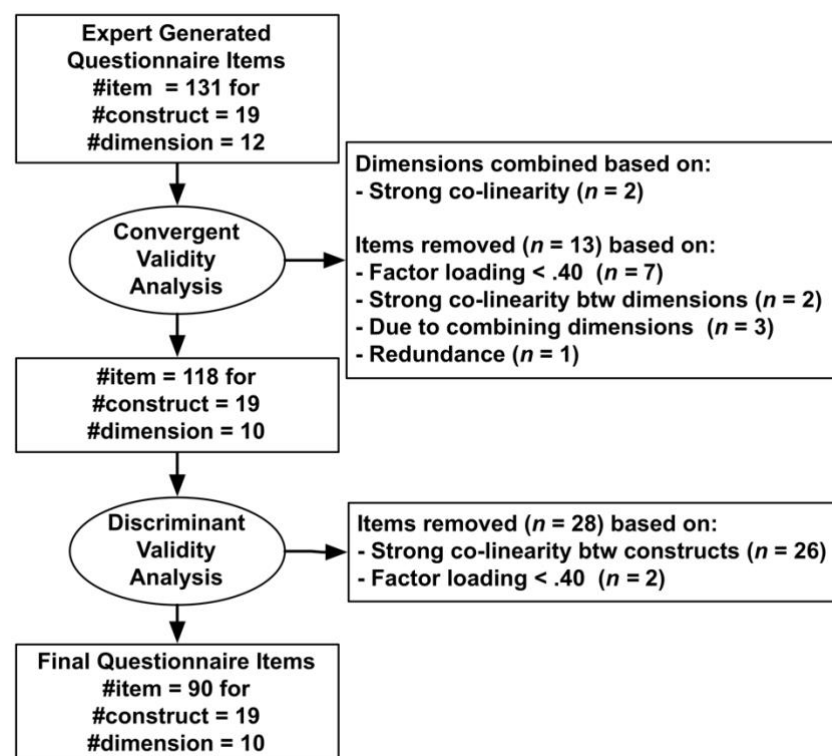 Expert Generated
Questionnaire Items
#item = 131 for
#construct = 19
#dimension = 12
Convergent
Validity
Analysis
Dimensions combined based on:
- Strong co-linearity (n = 2)
Items removed (n = 13) based on:
- Factor loading < .40 (n = 7)
- Strong co-linearity btw dimensions (n = 2)
- Due to combining dimensions (n = 3)
- Redundance (n = 1)
#item = 118 for
#construct = 19
#dimension = 10
Discriminant
Validity
Analysis
Items removed (n = 28) based on:
- Strong co-linearity btw constructs (n = 26)
- Factor loading < .40 (n = 2)
Final Questionnaire Items
#item = 90 for
#construct = 19
#dimension = 10